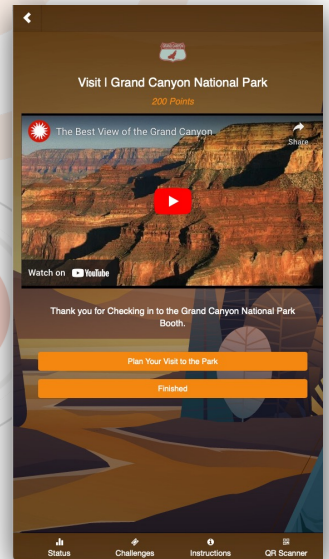 Visit | Grand Canyon National Park
200 Points
The Best View of the Grand Canyon
Share
Watch on YouTube
Thank you for Checking in to the Grand Canyon National Park
Booth.
Plan Your Visit to the Park
Finished
Status Challenges Instructions QR Scanner